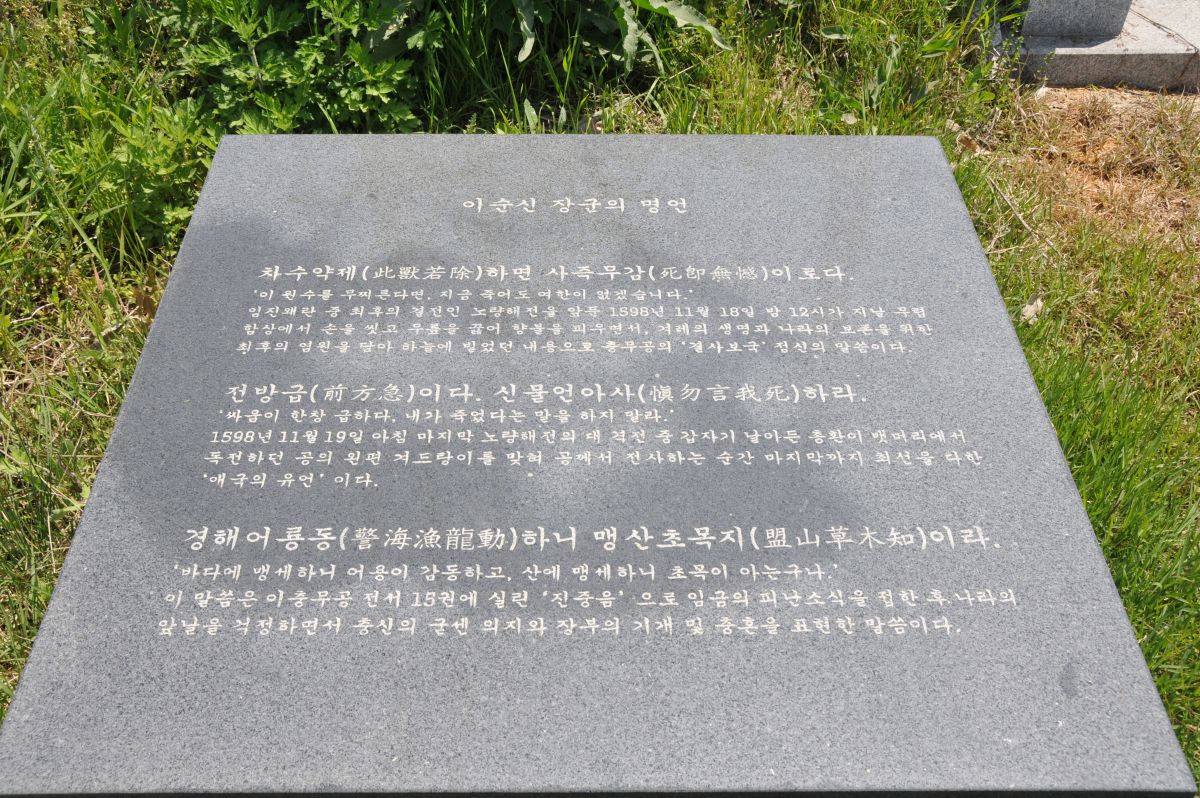 이순신 장군의 명언
차수약제(此獸若除)하면 사즉무감(死卽無憾)이로다.
'이 원수를 무찌른다면, 지금 죽어도 여한이 없겠습니다.'
임진왜란 중 최후의 결전인 노량해전을 앞둔 1598년 11월 18일 밤 12시가 지날 무렵
함상에서 손을 씻고 무릎을 꿇어 향불을 피우면서, 겨레의 생명과 나라의 보존을 위한
최후의 염원을 담아 하늘에 빌었던 내용으로 충무공의 '결사보국' 정신의 말씀이다.
전방급(前方急)이다. 신물언아사(愼勿言我死)하라.
'싸움이 한창 급하다, 내가 죽었다는 말을 하지 말라.'
1598년 11월 19일 아침 마지막 노량해전의 대 격전 중 갑자기 날아든 총환이 뱃머리에서
독전하던 공의 왼편 겨드랑이를 맞혀 공께서 전사하는 순간 마지막까지 최선을 다한
'애국의 유언' 이다.
경해어룡동(警海漁龍動)하니 맹산초목지(盟山草木知)이라.
'바다에 맹세하니 어용이 감동하고, 산에 맹세하니 초목이 아는구나.'
이 말씀은 이충무공 전서 15권에 실린 '진중음' 으로 임금의 피난소식을 접한 후 나라의
앞날을 걱정하면서 충신의 굳센 의지와 장부의 기개 및 충혼을 표현한 말씀이다.